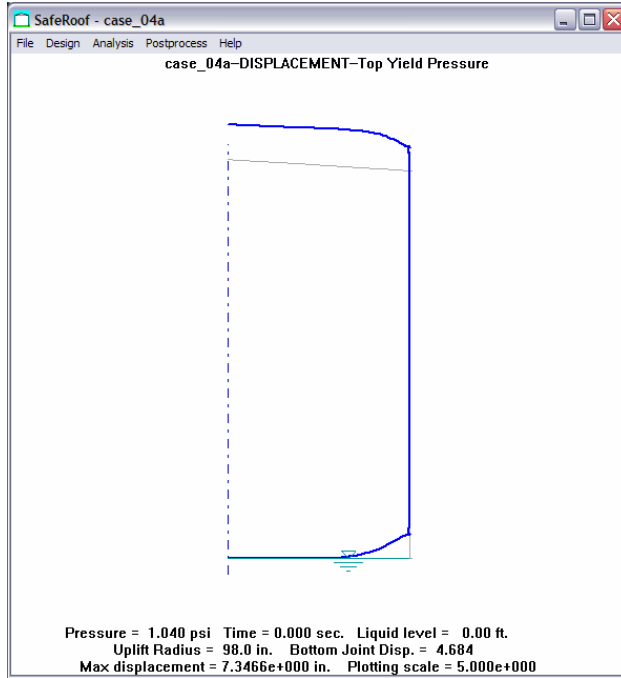 SafeRoof - case_04a
File Design Analysis Postprocess Help
case_04a-DISPLACEMENT-Top Yield Pressure
Pressure = 1.040 psi Time = 0.000 sec. Liquid level = 0.00 ft.
Uplift Radius = 98.0 in. Bottom Joint Disp. = 4.684
Max displacement = 7.3466e+000 in. Plotting scale = 5.000e+000